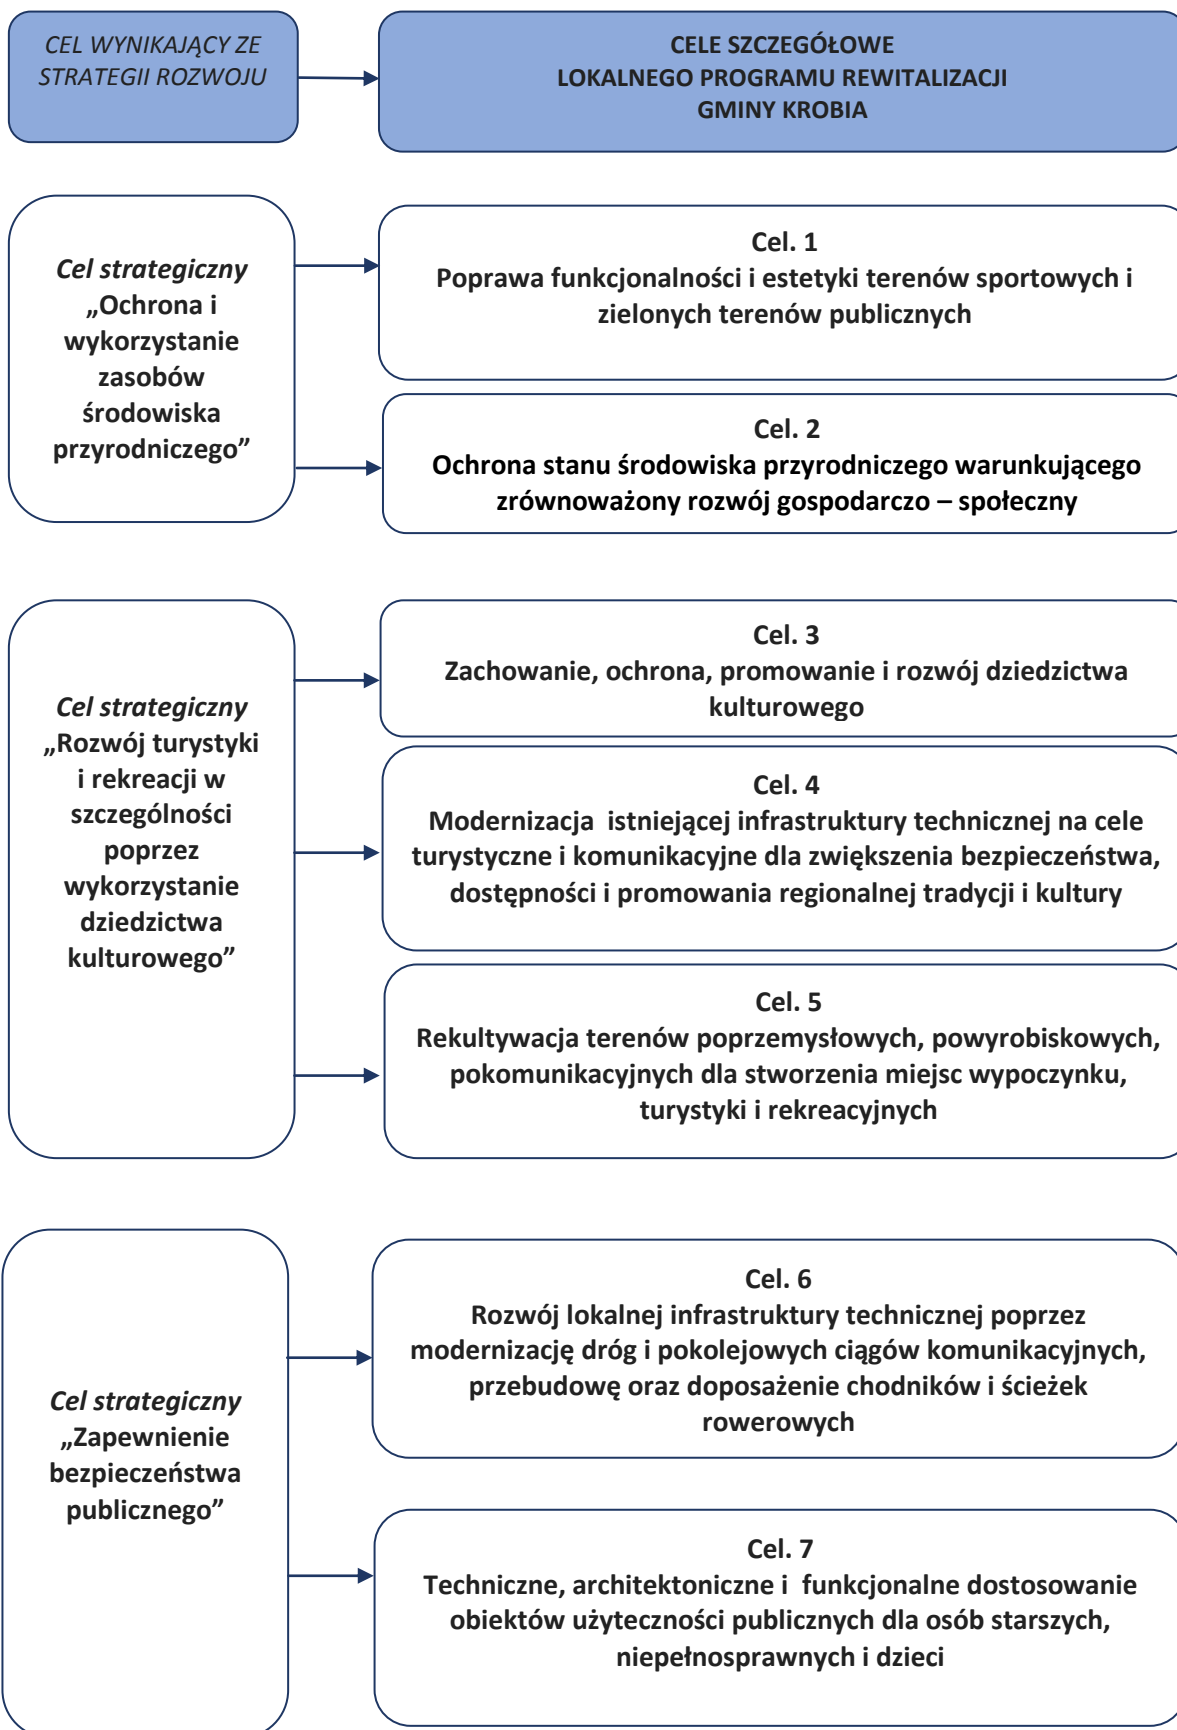 CEL WYNIKAJĄCY ZE
STRATEGII ROZWOJU
CELE SZCZEGÓŁOWE
LOKALNEGO PROGRAMU REWITALIZACJI
GMINY KROBIA
Cel strategiczny
„Ochrona i
wykorzystanie
zasobów
środowiska
przyrodniczego”
Cel. 1
Poprawa funkcjonalności i estetyki terenów sportowych i
zielonych terenów publicznych
Cel. 2
Ochrona stanu środowiska przyrodniczego warunkującego
zrównoważony rozwój gospodarczo – społeczny
Cel strategiczny
„Rozwój turystyki
i rekreacji w
szczególności
poprzez
wykorzystanie
dziedzictwa
kulturowego”
Cel. 3
Zachowanie, ochrona, promowanie i rozwój dziedzictwa
kulturowego
Cel. 4
Modernizacja istniejącej infrastruktury technicznej na cele
turystyczne i komunikacyjne dla zwiększenia bezpieczeństwa,
dostępności i promowania regionalnej tradycji i kultury
Cel. 5
Rekultywacja terenów poprzemysłowych, powyrobiskowych,
pokomunikacyjnych dla stworzenia miejsc wypoczynku,
turystyki i rekreacyjnych
Cel strategiczny
„Zapewnienie
bezpieczeństwa
publicznego”
Cel. 6
Rozwój lokalnej infrastruktury technicznej poprzez
modernizację dróg i pokolejowych ciągów komunikacyjnych,
przebudowę oraz doposażenie chodników i ścieżek
rowerowych
Cel. 7
Techniczne, architektoniczne i funkcjonalne dostosowanie
obiektów użyteczności publicznych dla osób starszych,
niepełnosprawnych i dzieci